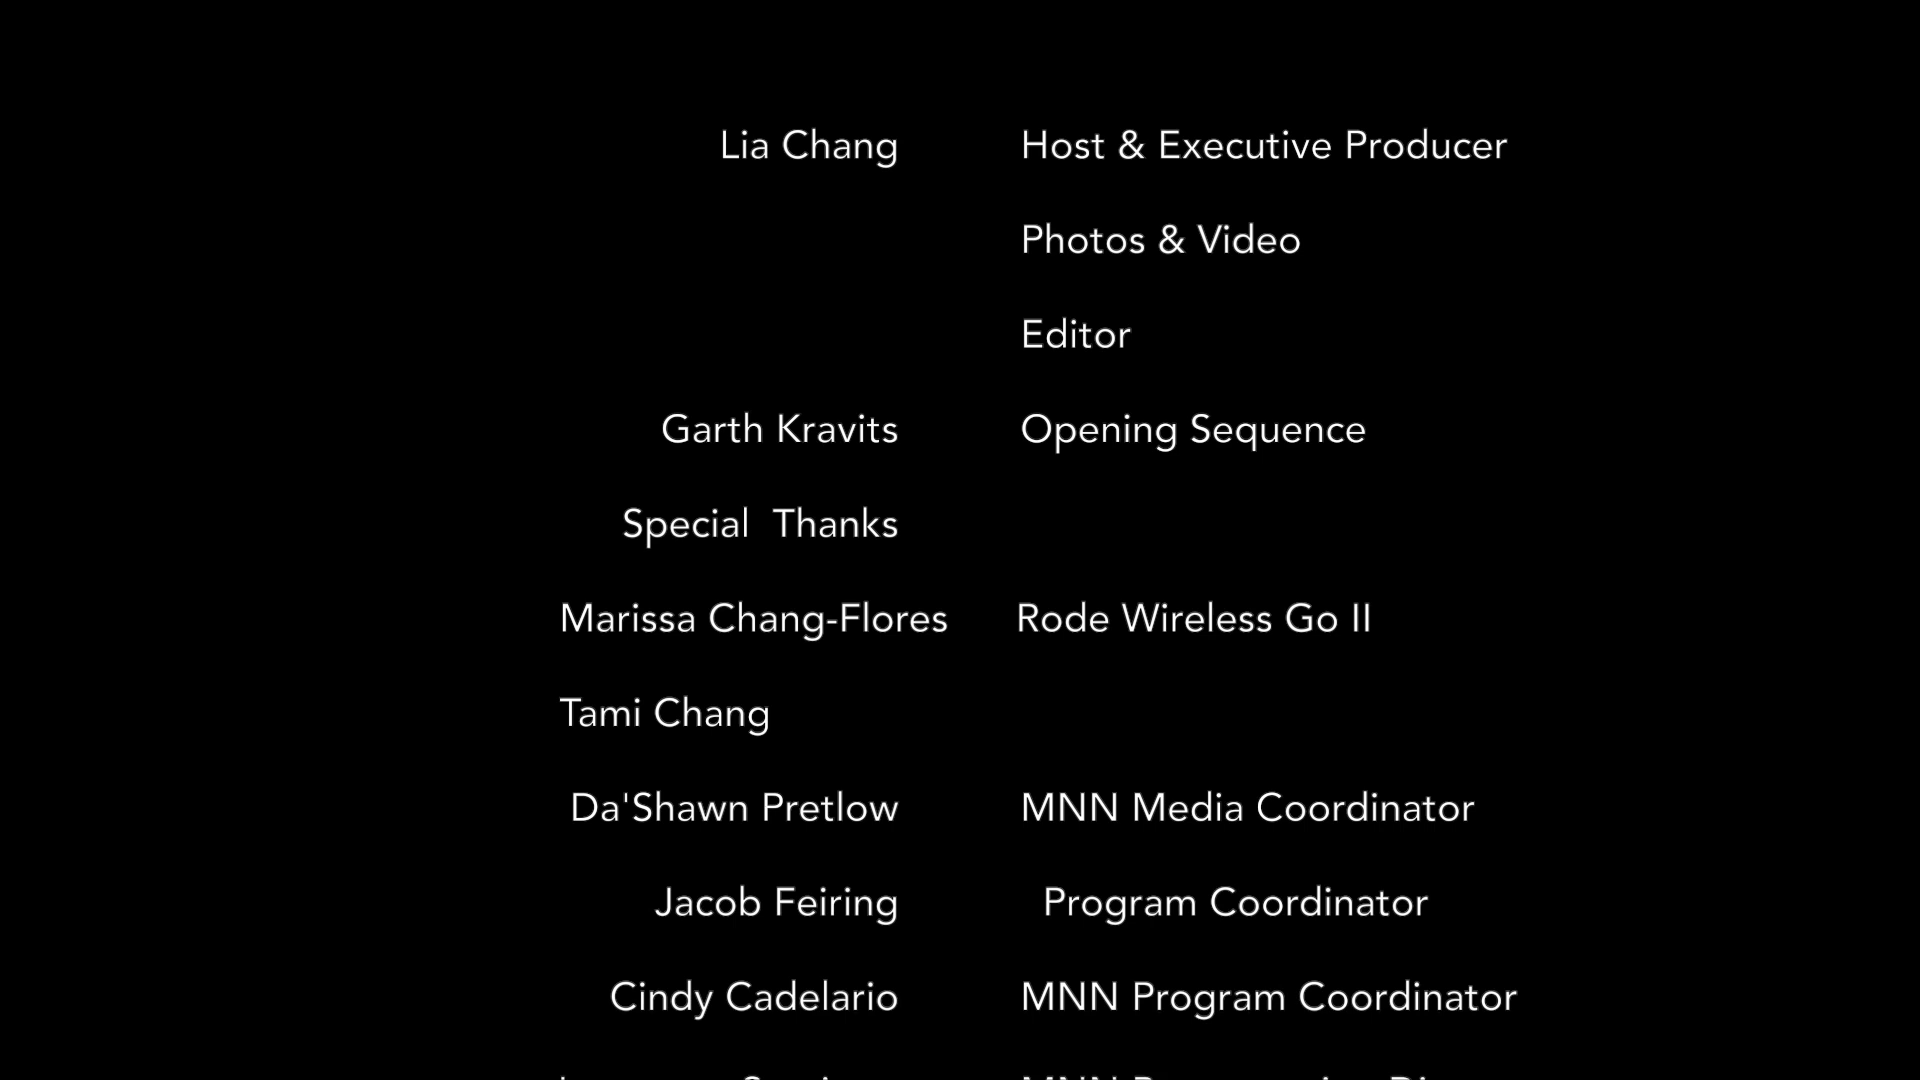 Lia Chang Host & Executive Producer
Photos & Video
Editor
Garth Kravits Opening Sequence
Special Thanks
Marissa Chang-Flores Rode Wireless Go II
Tami Chang
Da'Shawn Pretlow MNN Media Coordinator
Jacob Feiring Program Coordinator
Cindy Cadelario MNN Program Coordinator
MNN